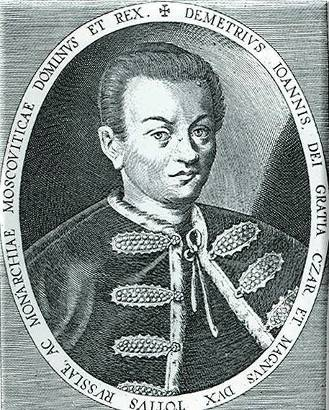 ✠ DEMETRIVS IOANNIS, DEI GRATIA CZAR ET MAGNVS DVX TOTIVS RVSSIAE AC MONARCHIAE MOSCOVITICAE DOMINVS ET REX.